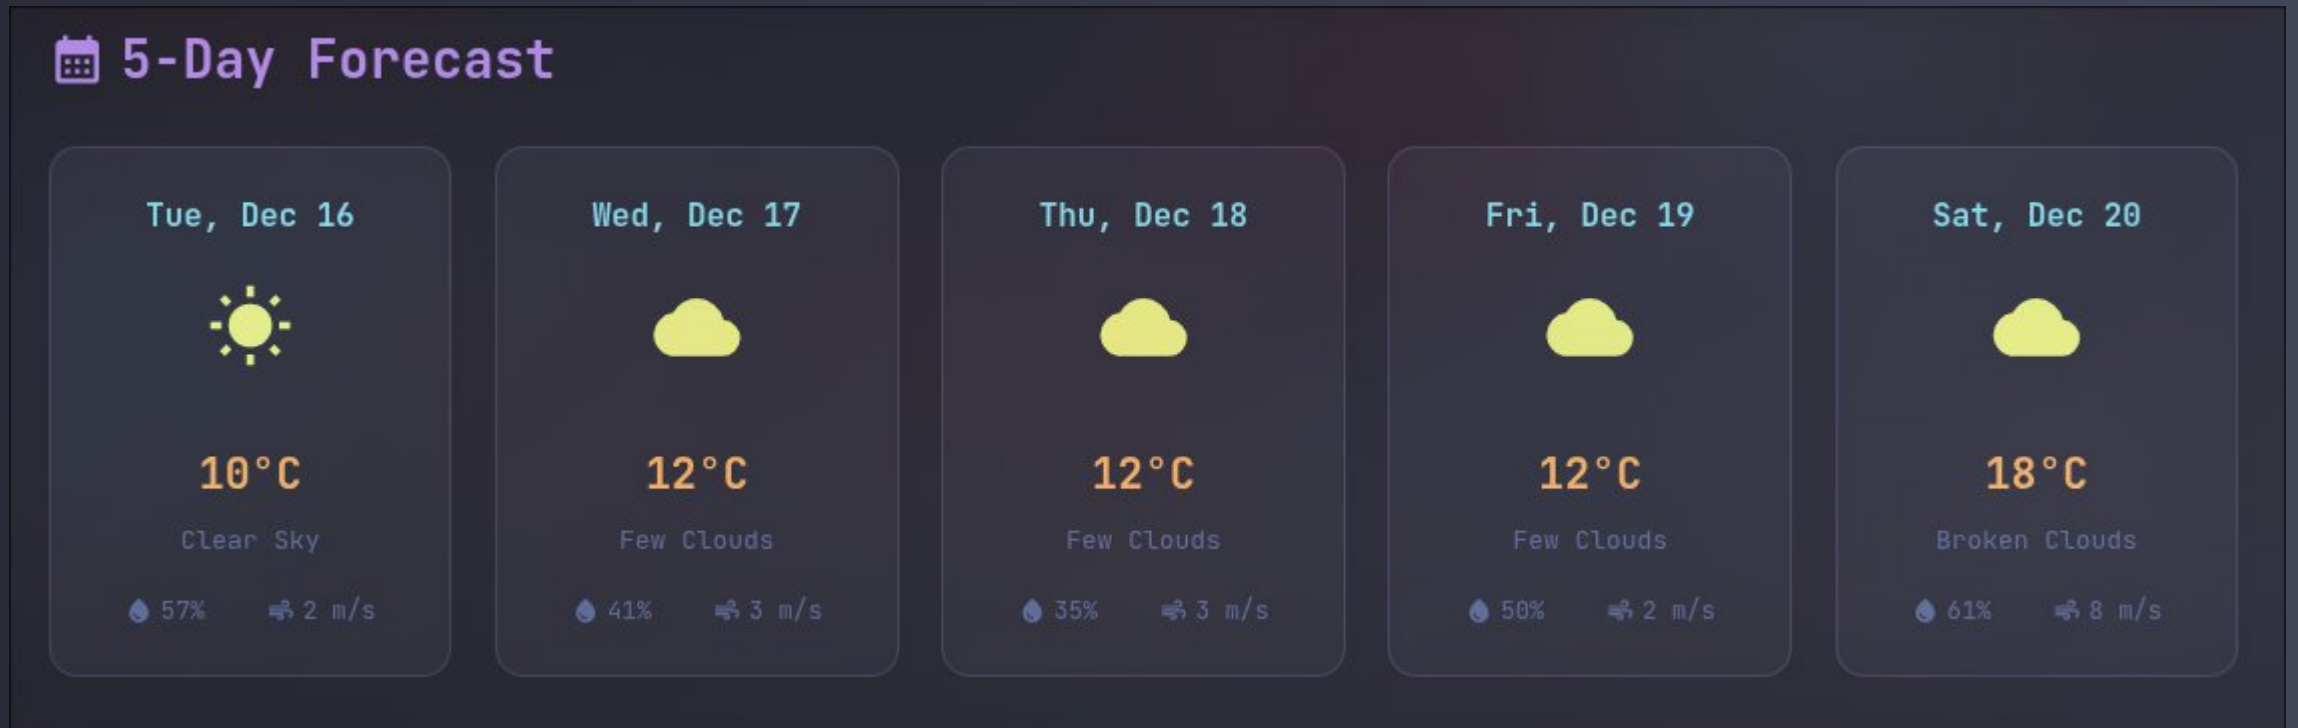 5-Day Forecast
Tue, Dec 16
10°C
Clear Sky
57% 2 m/s
Wed, Dec 17
12°C
Few Clouds
41% 3 m/s
Thu, Dec 18
12°C
Few Clouds
35% 3 m/s
Fri, Dec 19
12°C
Few Clouds
50% 2 m/s
Sat, Dec 20
18°C
Broken Clouds
61% 8 m/s